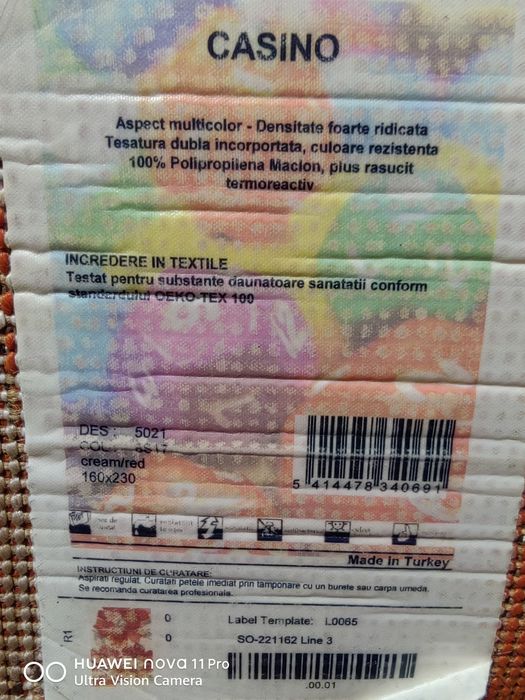 CASINO
Aspect multicolor - Densitate foarte ridicata
Tesatura dubla incorportata, culoare rezistenta
100% Polipropilena Maclon, plus rasucit
termoreactiv
INCREDERE IN TEXTILE
Testat pentru substante daunatoare sanatatii conform
standardului OEKO-TEX 100
DES : 5021
cream/red
160x230
5 414478 340691
Made in Turkey
INSTRUCTIUNI DE CURATARE:
Aspirati regulat. Curatati petele imediat prin tamponare cu un burete sau carpa umeda.
Se recomanda curatarea profesionala.
R1
0
0
Label Template: L0065
SO-221162 Line 3
.00.01
HUAWEI nova 11 Pro
Ultra Vision Camera